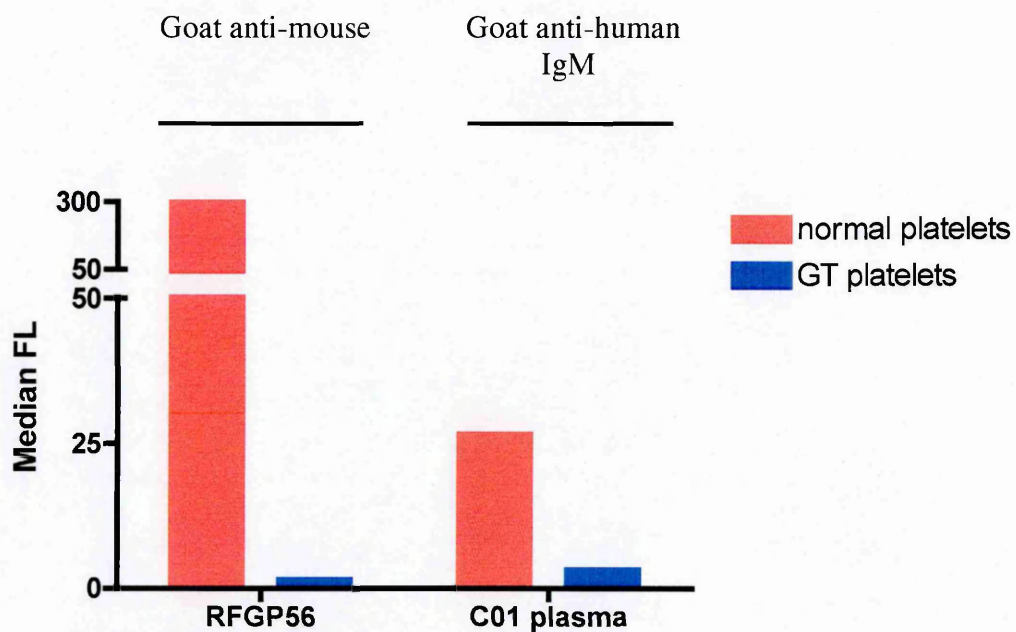 Goat anti-mouse
Goat anti-human
IgM
300
50
50
25
0
Median FL
RFGP56
C01 plasma
normal platelets
GT platelets